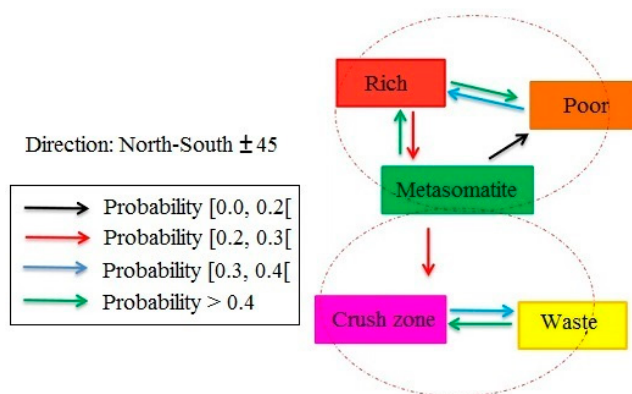 Rich
Poor
Direction: North-South ± 45
Metasomatite
Probability [0.0, 0.2[
Probability [0.2, 0.3[
Probability [0.3, 0.4[
Probability > 0.4
Crush zone
Waste